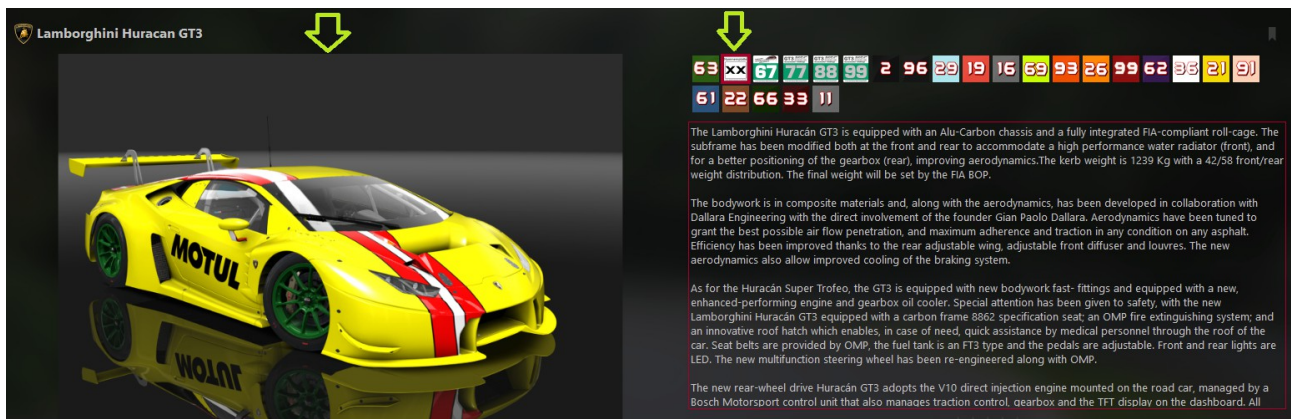 Lamborghini Huracan GT3
63 XX 67 77 88 99 2 96 29 19 16 69 93 26 99 62 36 21 91
61 22 66 33 11
MOTUL
The Lamborghini Huracán GT3 is equipped with an Alu-Carbon chassis and a fully integrated FIA-compliant roll-cage. The
subframe has been modified both at the front and rear to accommodate a high performance water radiator (front), and
for a better positioning of the gearbox (rear), improving aerodynamics.The kerb weight is 1239 Kg with a 42/58 front/rear
weight distribution. The final weight will be set by the FIA BOP.
The bodywork is in composite materials and, along with the aerodynamics, has been developed in collaboration with
Dallara Engineering with the direct involvement of the founder Gian Paolo Dallara. Aerodynamics have been tuned to
grant the best possible air flow penetration, and maximum adherence and traction in any condition on any asphalt.
Efficiency has been improved thanks to the rear adjustable wing, adjustable front diffuser and louvres. The new
aerodynamics also allow improved cooling of the braking system.
As for the Huracán Super Trofeo, the GT3 is equipped with new bodywork fast- fittings and equipped with a new,
enhanced-performing engine and gearbox oil cooler. Special attention has been given to safety, with the new
Lamborghini Huracán GT3 equipped with a carbon frame 8862 specification seat; an OMP fire extinguishing system; and
an innovative roof hatch which enables, in case of need, quick assistance by medical personnel through the roof of the
car. Seat belts are provided by OMP, the fuel tank is an FT3 type and the pedals are adjustable. Front and rear lights are
LED. The new multifunction steering wheel has been re-engineered along with OMP.
The new rear-wheel drive Huracán GT3 adopts the V10 direct injection engine mounted on the road car, managed by a
Bosch Motorsport control unit that also manages traction control, gearbox and the TFT display on the dashboard. All